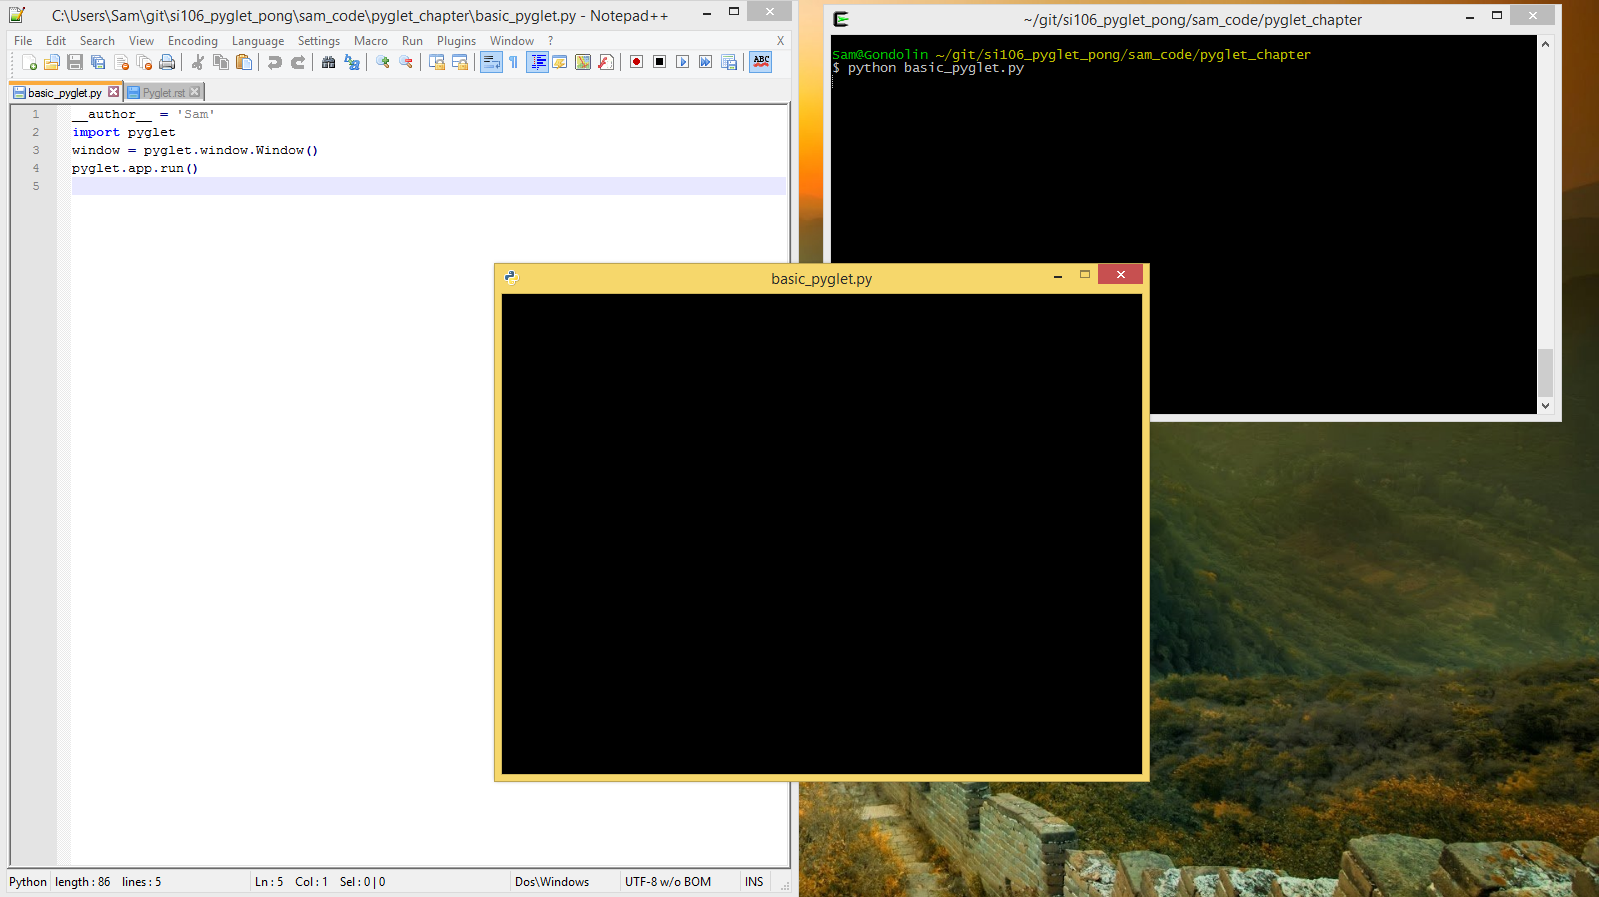 C:\Users\Sam\git\si106_pyglet_pong\sam_code\pyglet_chapter\basic_pyglet.py - Notepad++
File Edit Search View Encoding Language Settings Macro Run Plugins Window ? X
ABC
basic_pyglet.py Pyglet.rst
1 __author__ = 'Sam'
2 import pyglet
3 window = pyglet.window.Window()
4 pyglet.app.run()
5
Python length : 86 lines : 5 Ln : 5 Col : 1 Sel : 0 | 0 Dos\Windows UTF-8 w/o BOM INS
~/git/si106_pyglet_pong/sam_code/pyglet_chapter
Sam@Gondolin ~/git/si106_pyglet_pong/sam_code/pyglet_chapter
$ python basic_pyglet.py
basic_pyglet.py